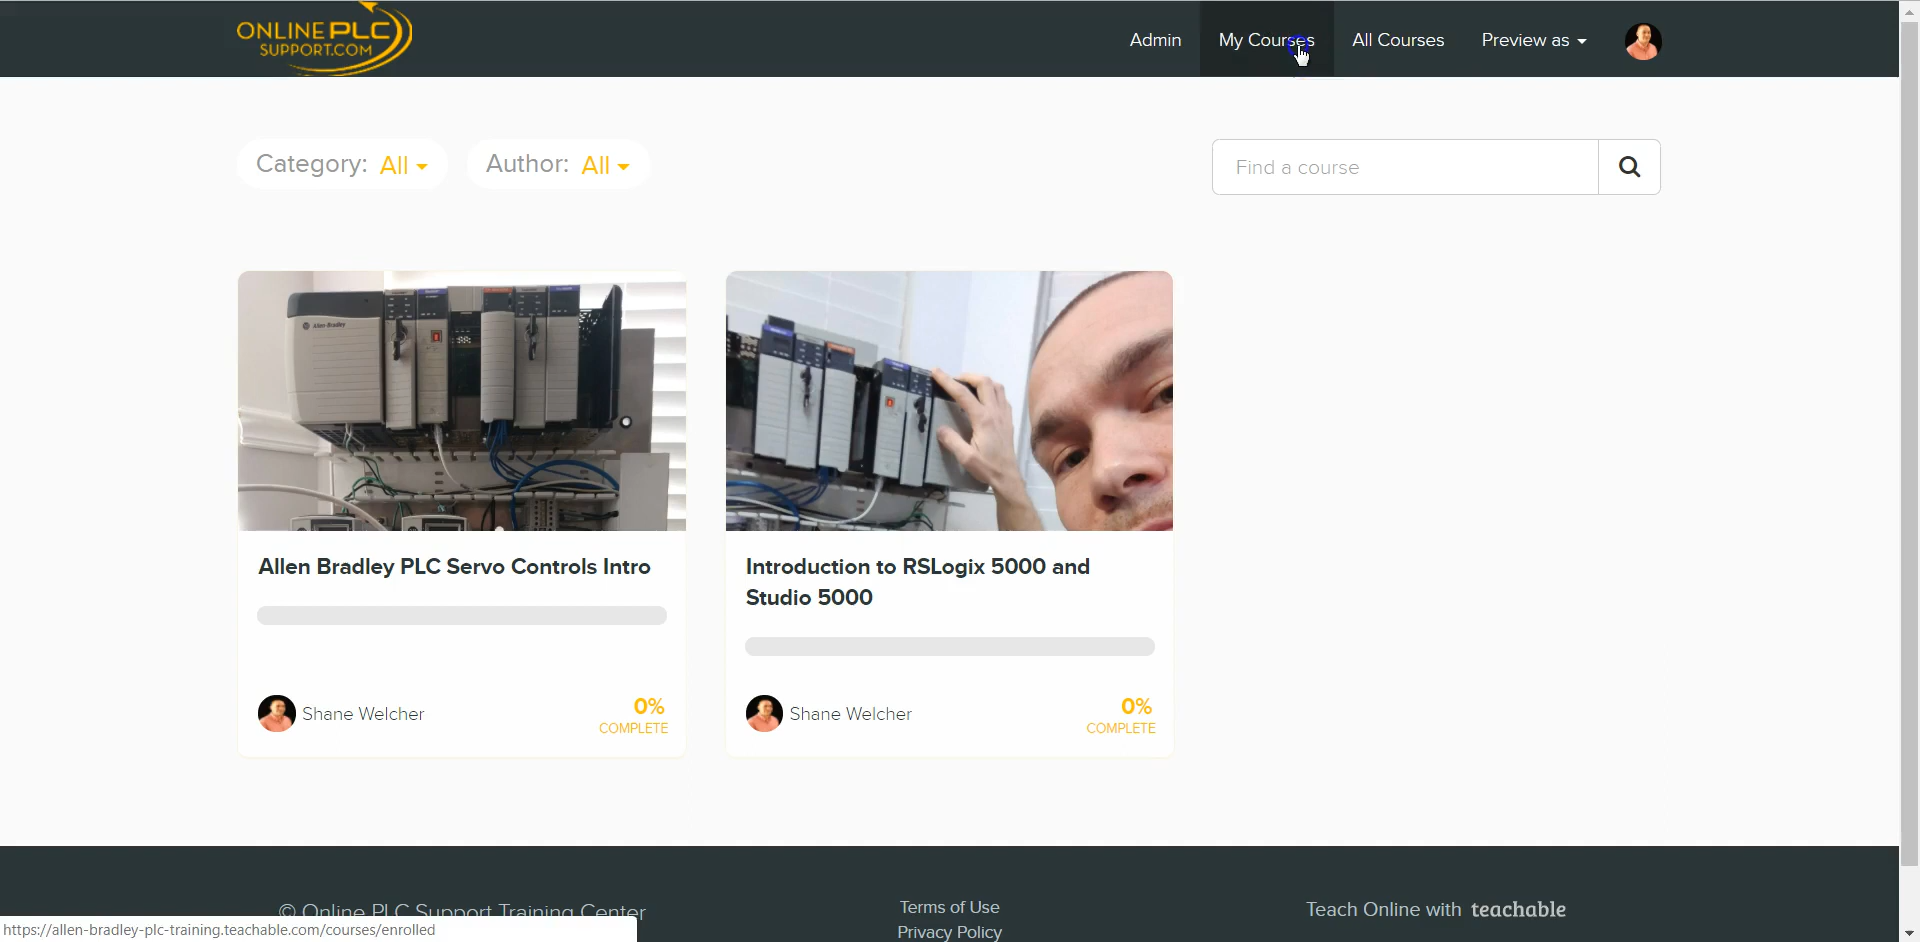 ONLINE PLC
SUPPORT.COM
Admin
My Courses
All Courses
Preview as
Category: All
Author: All
Find a course
Allen-Bradley
Allen Bradley PLC Servo Controls Intro
Shane Welcher
0%
COMPLETE
Introduction to RSLogix 5000 and
Studio 5000
Shane Welcher
0%
COMPLETE
© Online PLC Support Training Center
Terms of Use
Privacy Policy
Teach Online with teachable
https://allen-bradley-plc-training.teachable.com/courses/enrolled